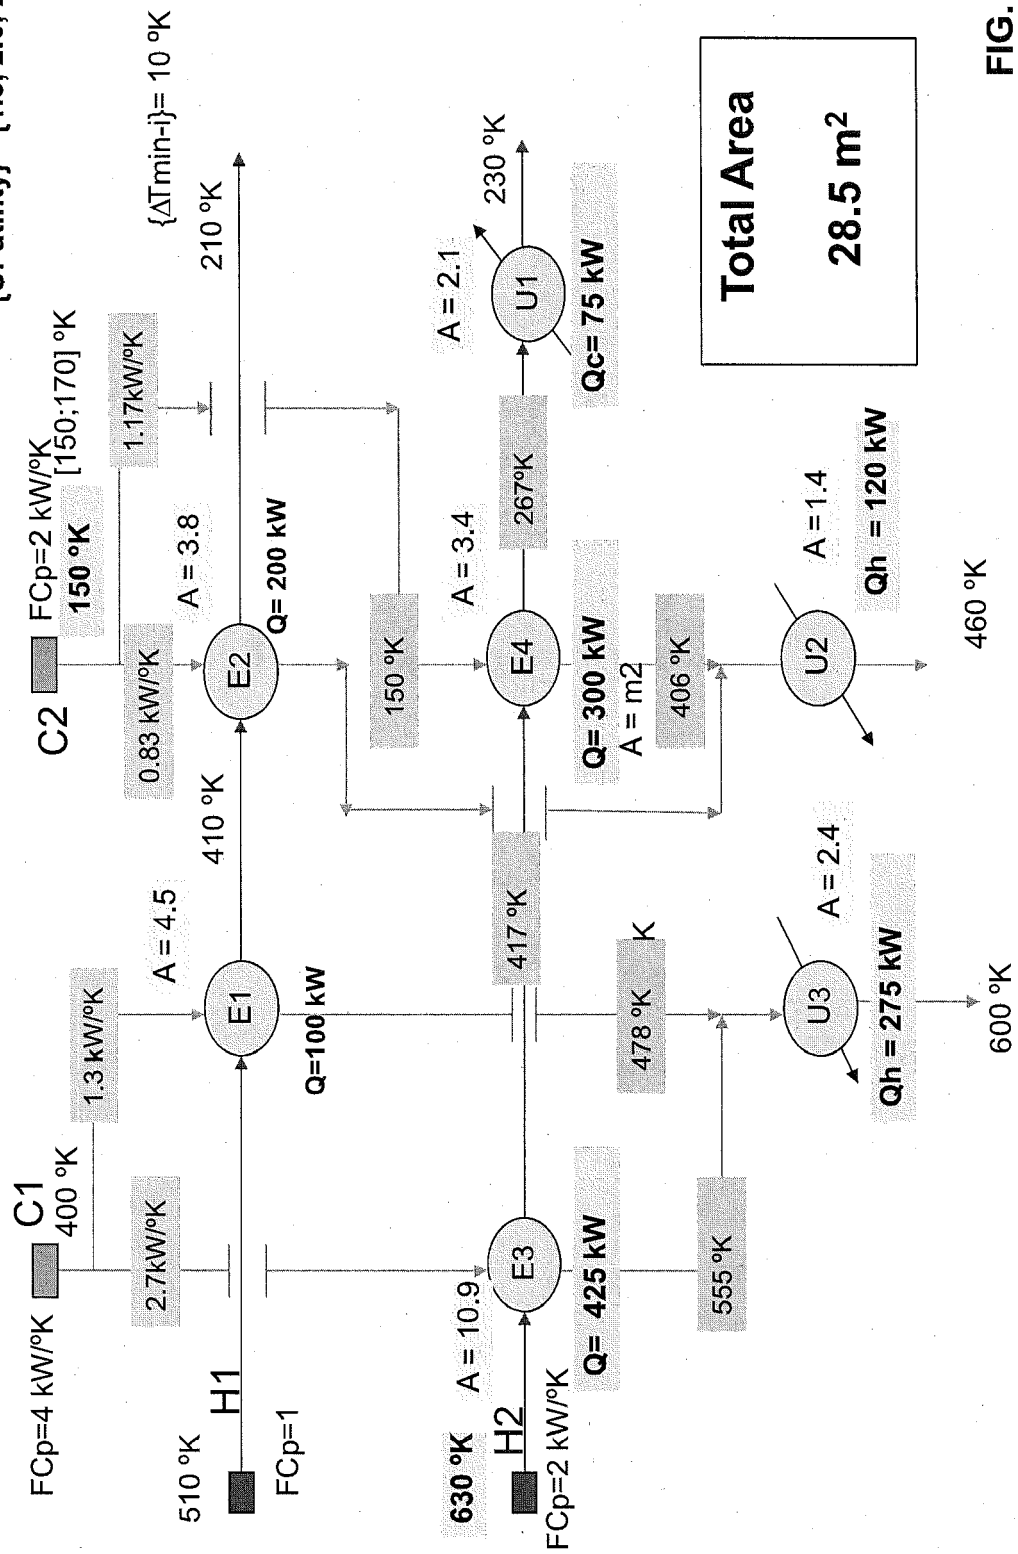 {ΔTmin-i}= 10 ºK
C1
400 ºK
FCp=4 kW/ºK
1.3 kW/ºK
2.7kW/ºK
C2
FCp=2 kW/ºK
150 ºK
[150;170] ºK
1.17kW/ºK
0.83 kW/ºK
510 ºK
H1
FCp=1
E1
A = 4.5
Q=100 kW
410 ºK
E2
A = 3.8
Q= 200 kW
210 ºK
150 ºK
630 ºK
H2
FCp=2 kW/ºK
A = 10.9
E3
Q= 425 kW
417 ºK
E4
A = 3.4
Q= 300 kW
A = m2
267ºK
U1
A = 2.1
Qc= 75 kW
230 ºK
555 ºK
478 ºK
K
406 ºK
U3
A = 2.4
Qh = 275 kW
600 ºK
U2
A = 1.4
Qh = 120 kW
460 ºK
Total Area
28.5 m²
FIG.